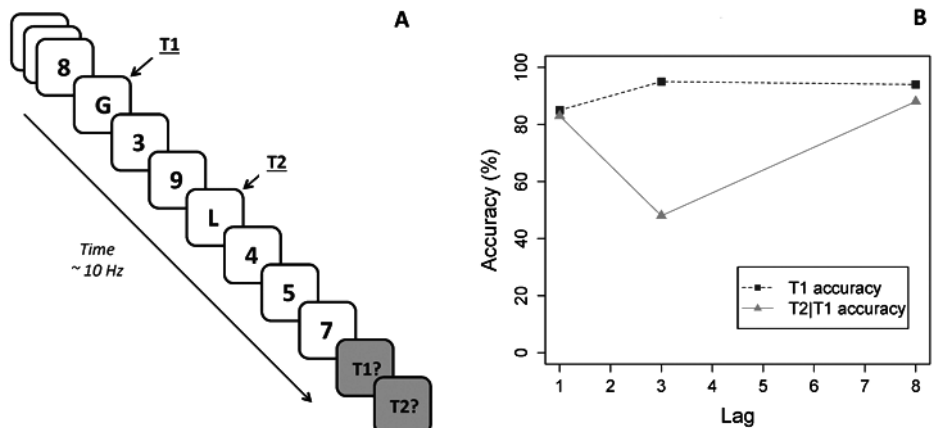 A
T1
8
G
3
9
T2
L
4
5
7
T1?
T2?
Time
~ 10 Hz
B
Accuracy (%)
100
80
60
40
20
0
T1 accuracy
T2|T1 accuracy
1 2 3 4 5 6 7 8
Lag